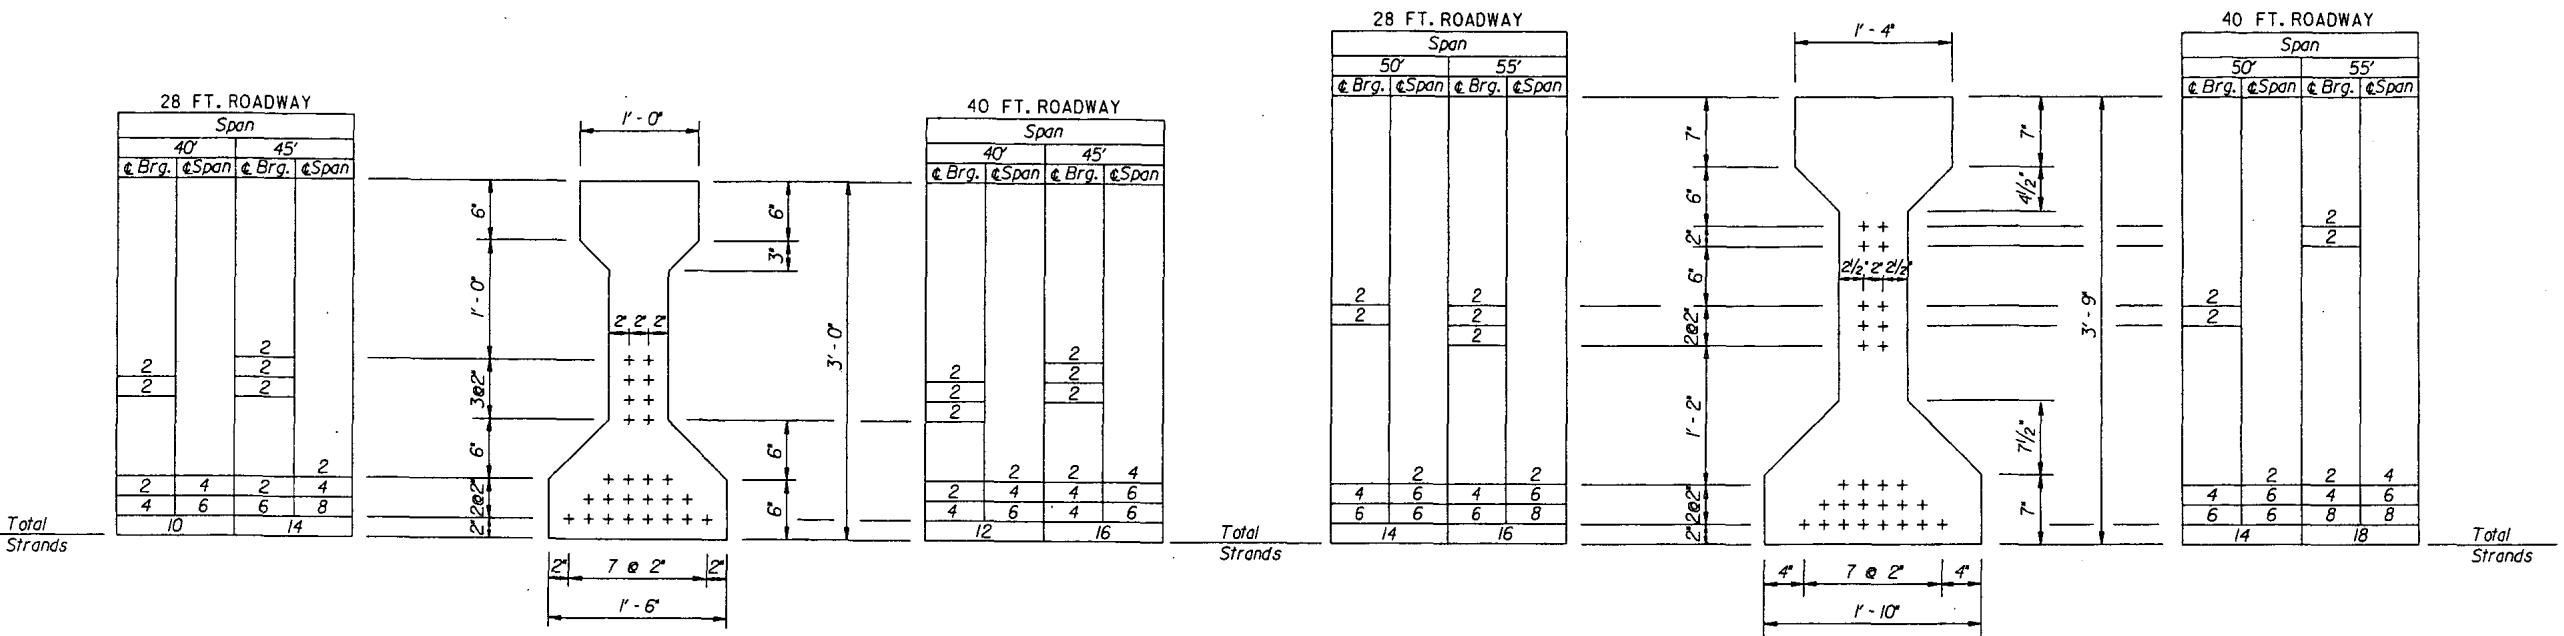 28 FT. ROADWAY
Span
40' 45'
℄ Brg. ℄ Span ℄ Brg. ℄ Span
2
2 2
2 2
2
2 4 2 4
4 6 6 8
10 14
Total
Strands
1'-0"
6"
1'-0"
3@2"
6"
2@2"
2"
6"
3"
2" 2" 2"
3'-0"
6"
6"
2" 7 @ 2" 2"
1'-6"
40 FT. ROADWAY
Span
40' 45'
℄ Brg. ℄ Span ℄ Brg. ℄ Span
2
2 2
2 2
2
2 2 4
2 4 4 6
4 6 4 6
12 16
Total
Strands
28 FT. ROADWAY
Span
50' 55'
℄ Brg. ℄ Span ℄ Brg. ℄ Span
2 2
2 2
2
2 2
4 6 4 6
6 6 6 8
14 16
1'-4"
7"
6"
2"
6"
2@2"
1'-2"
2@2"
2"
7"
4½"
2½" 2" 2½"
3'-9"
7½"
7"
4" 7 @ 2" 4"
1'-10"
40 FT. ROADWAY
Span
50' 55'
℄ Brg. ℄ Span ℄ Brg. ℄ Span
2
2
2
2
2 2 4
4 6 4 6
6 6 8 8
14 18
Total
Strands